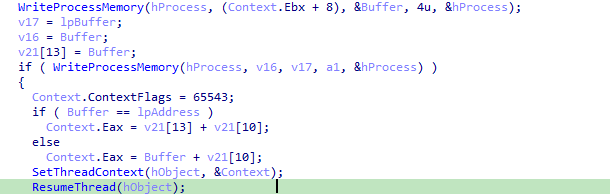 WriteProcessMemory(hProcess, (Context.Ebx + 8), &Buffer, 4u, &hProcess);
v17 = lpBuffer;
v16 = Buffer;
v21[13] = Buffer;
if ( WriteProcessMemory(hProcess, v16, v17, a1, &hProcess) )
{
Context.ContextFlags = 65543;
if ( Buffer == lpAddress )
Context.Eax = v21[13] + v21[10];
else
Context.Eax = Buffer + v21[10];
SetThreadContext(hObject, &Context);
ResumeThread(hObject);